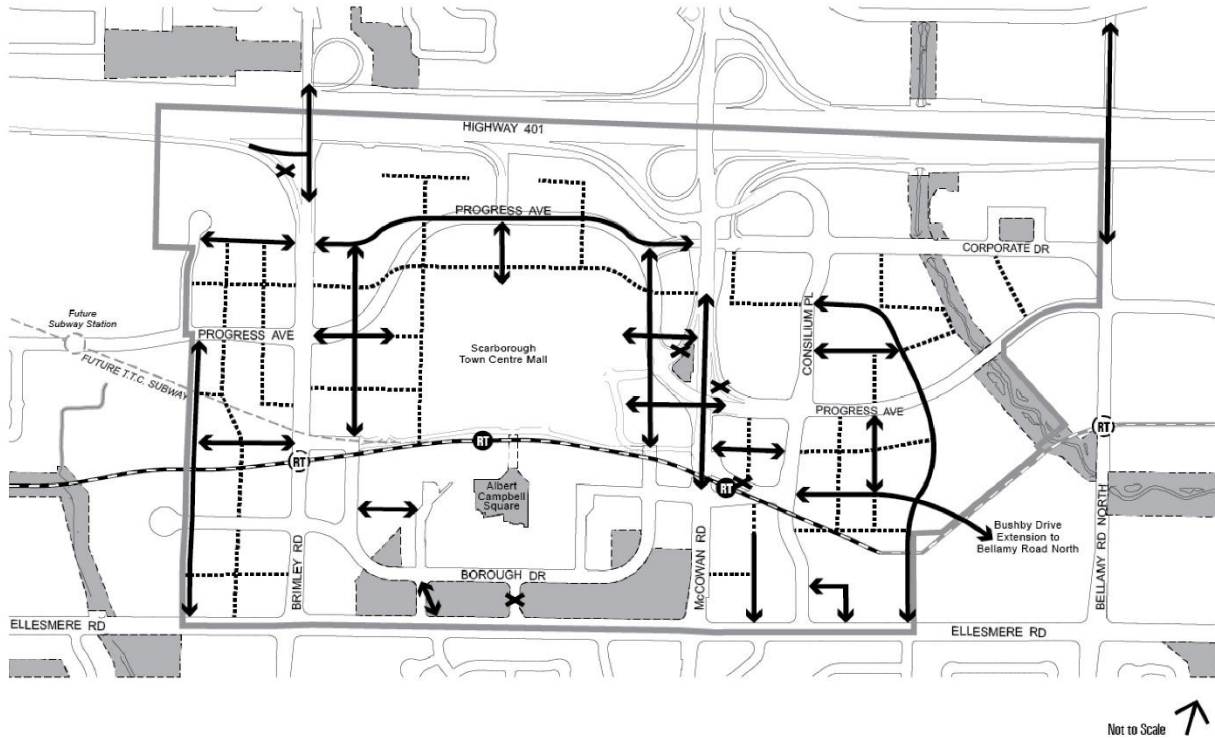 HIGHWAY 401
PROGRESS AVE
CORPORATE DR
Future
Subway Station
PROGRESS AVE
FUTURE T.T.C. SUBWAY
Scarborough
Town Centre Mall
CONSILIUM PL
PROGRESS AVE
RT
RT
RT
RT
Albert
Campbell
Square
Bushby Drive
Extension to
Bellamy Road North
BELLAMY RD NORTH
BRIMLEY RD
BOROUGH DR
McCOWAN RD
ELLESMERE RD
ELLESMERE RD
Not to Scale